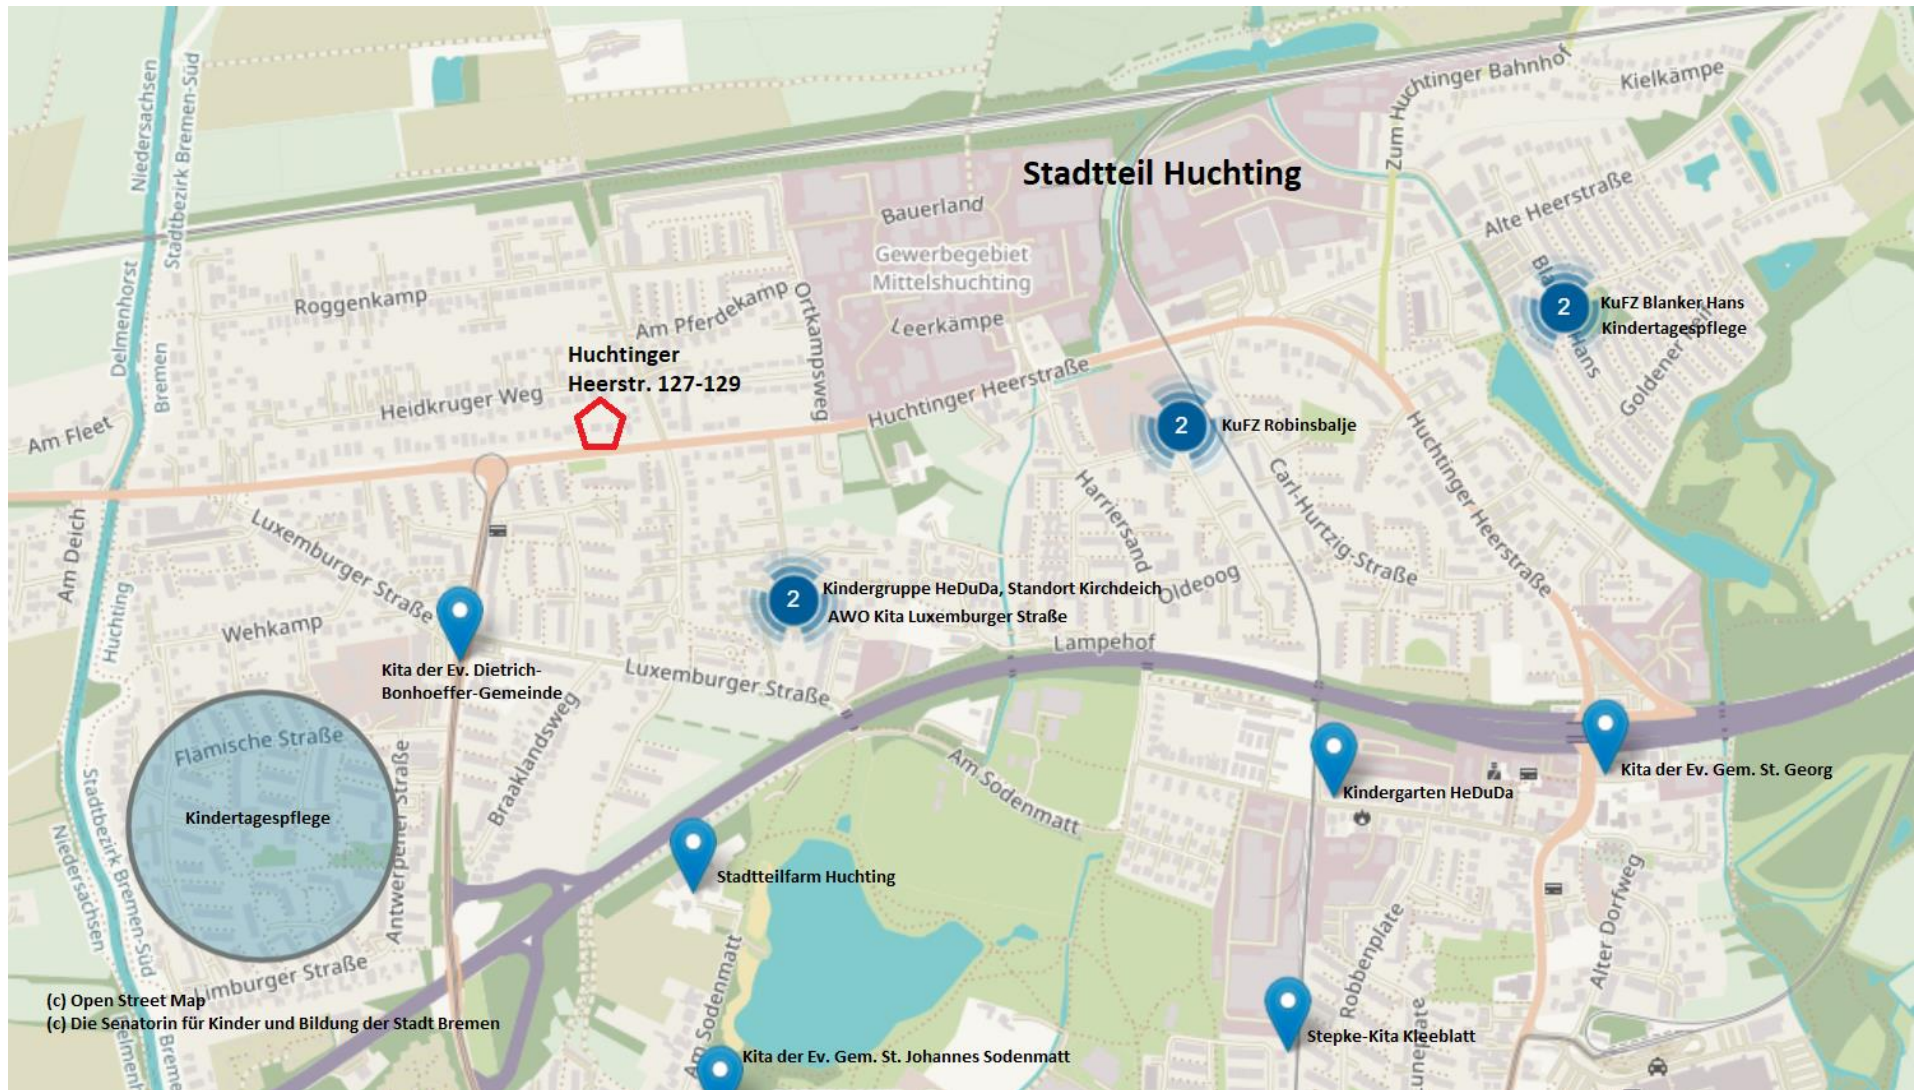 Stadtteil Huchting
Niedersachsen
Stadtbezirk Bremen-Süd
Delmenhorst
Bremen
Zum Huchtinger Bahnhof
Kielkämpe
Alte Heerstraße
Bauerland
Gewerbegebiet
Mittelshuchting
Leerkämpe
Roggenkamp
Am Pferdekamp
Ortkampsweg
2
KuFZ Blanker Hans
Kindertagespflege
Hans
Huchtinger
Heerstr. 127-129
Heidkruger Weg
Huchtinger Heerstraße
Am Fleet
2
KuFZ Robinsbalje
Huchtinger Heerstraße
Carl-Hurtzig-Straße
Harriersand
Oldeoog
Am Deich
Huchting
Luxemburger Straße
Wehkamp
2
Kindergruppe HeDuDa, Standort Kirchdeich
AWO Kita Luxemburger Straße
Lampehof
Kita der Ev. Dietrich-
Bonhoeffer-Gemeinde
Luxemburger Straße
Braaklandsweg
Flämische Straße
Antwerpener Straße
Kindertagespflege
Am Sodenmatt
Kita der Ev. Gem. St. Georg
Kindergarten HeDuDa
Stadtteilfarm Huchting
Stadtbezirk Bremen-Süd
Niedersachsen
Limburger Straße
Am Sodenmatt
Robbenplate
Alter Dorfweg
(c) Open Street Map
(c) Die Senatorin für Kinder und Bildung der Stadt Bremen
Stepke-Kita Kleeblatt
Kita der Ev. Gem. St. Johannes Sodenmatt